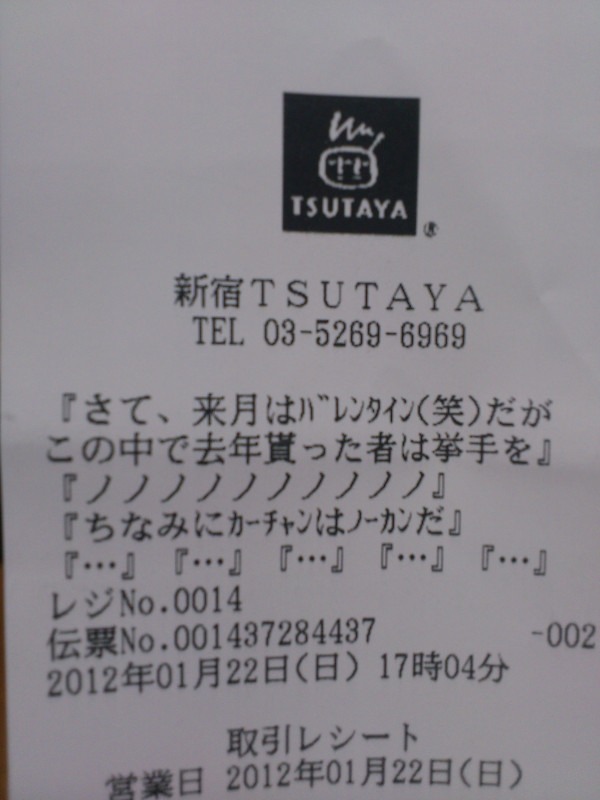 TSUTAYA
®
新宿ＴＳＵＴＡＹＡ
TEL 03-5269-6969
『さて、来月はﾊﾞﾚﾝﾀｲﾝ(笑)だが
この中で去年貰った者は挙手を』
『ノノノノノノノノノノ』
『ちなみにｶｰﾁｬﾝはﾉｰｶﾝだ』
『…』『…』『…』『…』『…』
レジNo.0014
伝票No.001437284437 -002
2012年01月22日(日) 17時04分
取引レシート
営業日 2012年01月22日(日)